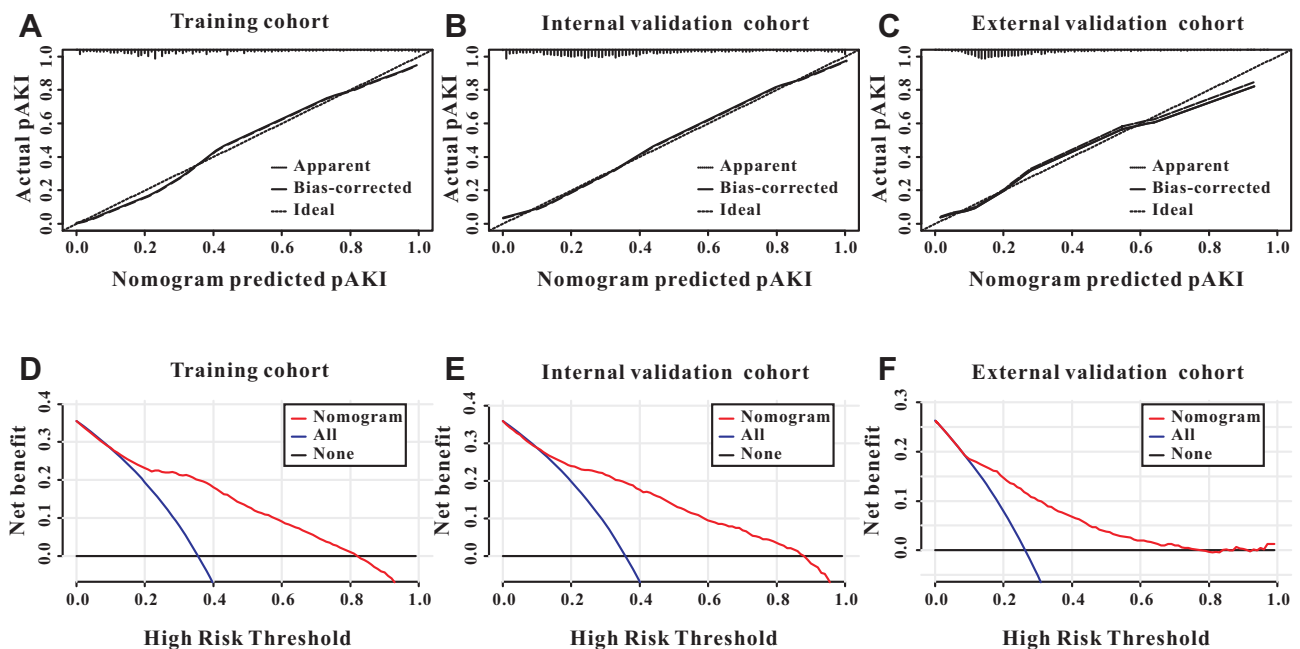 A
Training cohort
Actual pAKI
0.0 0.2 0.4 0.6 0.8 1.0
Apparent
Bias-corrected
Ideal
0.0 0.2 0.4 0.6 0.8 1.0
Nomogram predicted pAKI
B
Internal validation cohort
Actual pAKI
0.0 0.2 0.4 0.6 0.8 1.0
Apparent
Bias-corrected
Ideal
0.0 0.2 0.4 0.6 0.8 1.0
Nomogram predicted pAKI
C
External validation cohort
Actual pAKI
0.0 0.2 0.4 0.6 0.8 1.0
Apparent
Bias-corrected
Ideal
0.0 0.2 0.4 0.6 0.8 1.0
Nomogram predicted pAKI
D
Training cohort
Net benefit
0.0 0.1 0.2 0.3 0.4
Nomogram
All
None
0.0 0.2 0.4 0.6 0.8 1.0
High Risk Threshold
E
Internal validation cohort
Net benefit
0.0 0.1 0.2 0.3 0.4
Nomogram
All
None
0.0 0.2 0.4 0.6 0.8 1.0
High Risk Threshold
F
External validation cohort
Net benefit
0.0 0.1 0.2 0.3
Nomogram
All
None
0.0 0.2 0.4 0.6 0.8 1.0
High Risk Threshold